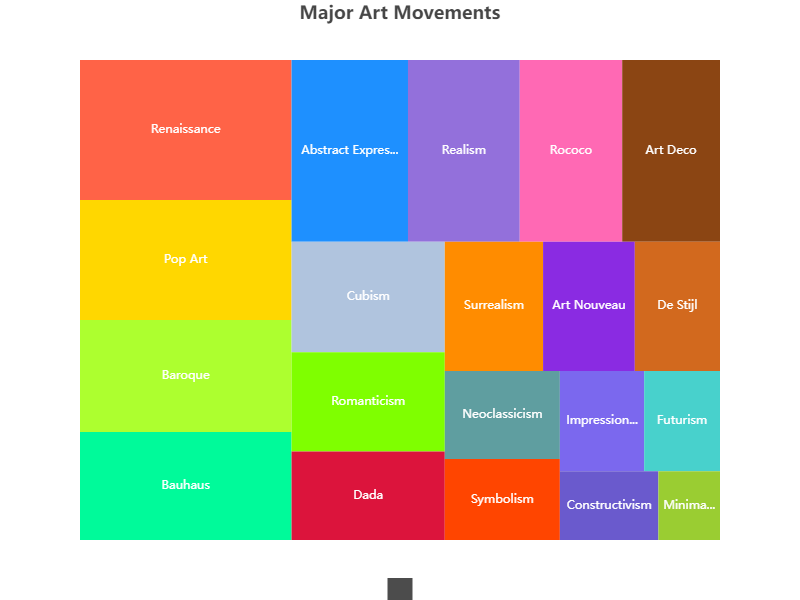 Major Art Movements
Renaissance
Pop Art
Baroque
Bauhaus
Abstract Expres...
Realism
Rococo
Art Deco
Cubism
Romanticism
Dada
Surrealism
Art Nouveau
De Stijl
Neoclassicism
Symbolism
Impression...
Futurism
Constructivism
Minima...